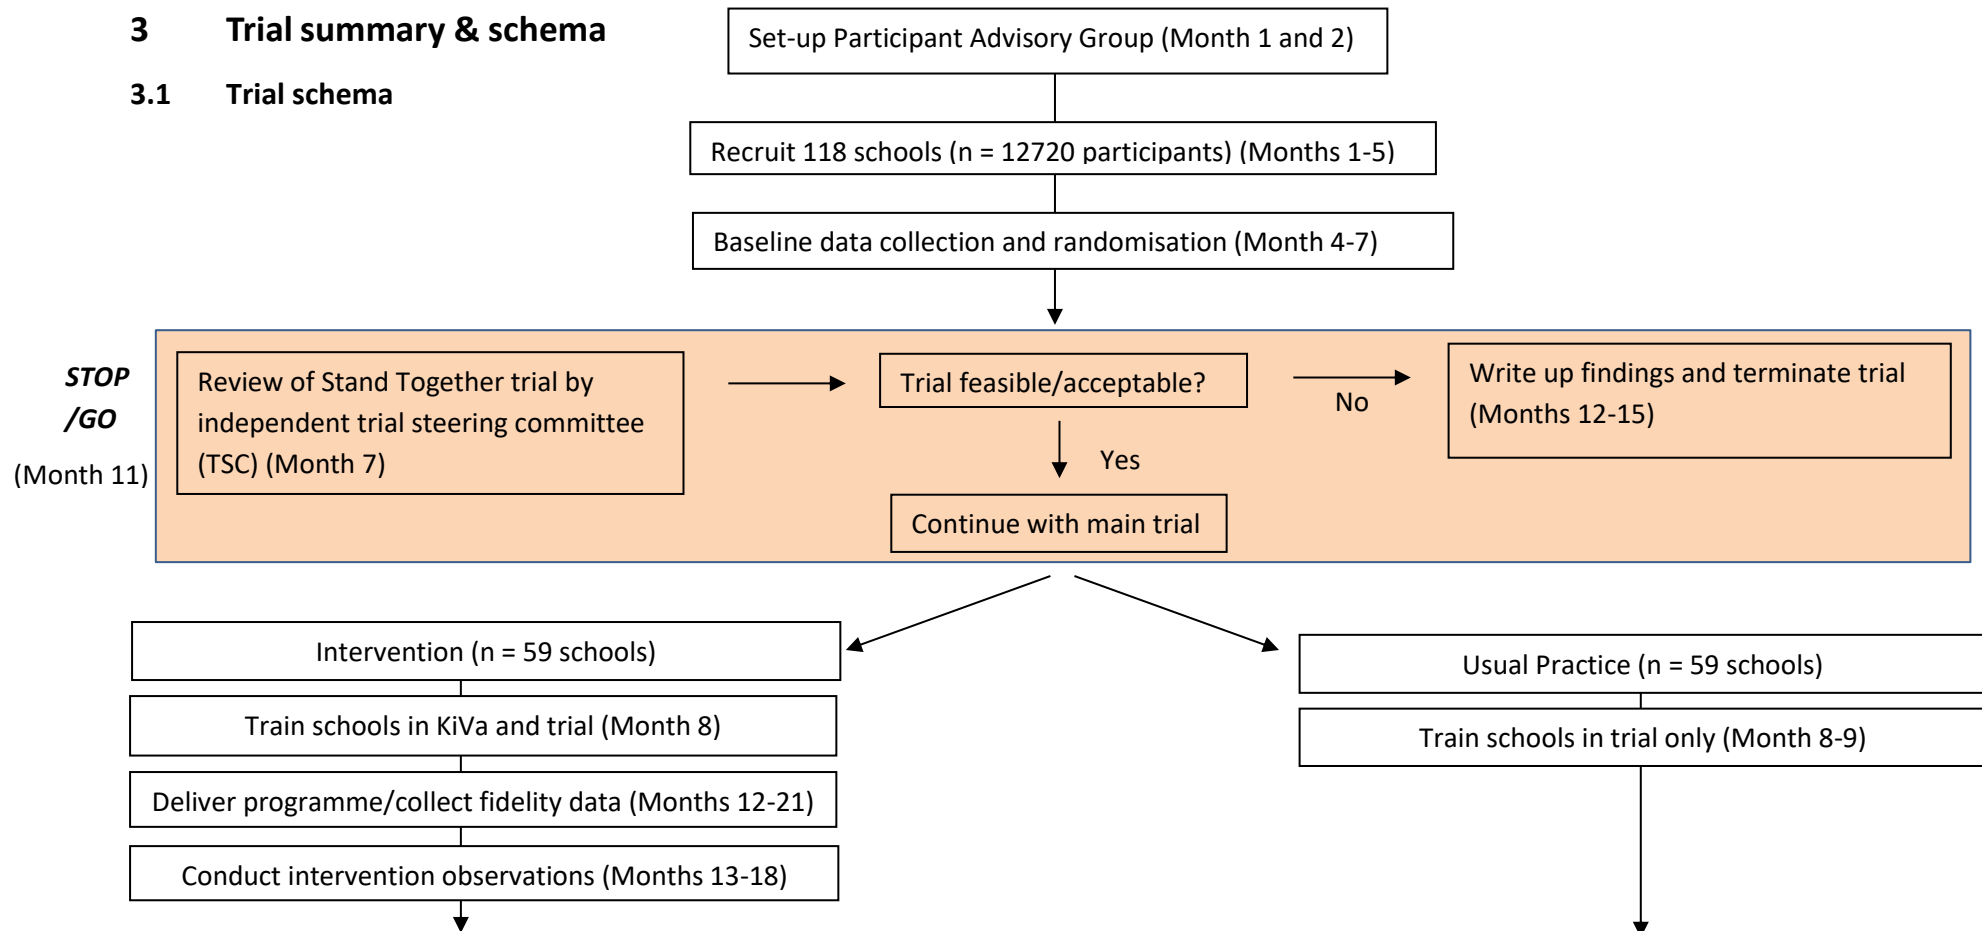 3 Trial summary & schema
3.1 Trial schema
Set-up Participant Advisory Group (Month 1 and 2)
Recruit 118 schools (n = 12720 participants) (Months 1-5)
Baseline data collection and randomisation (Month 4-7)
STOP
/GO
(Month 11)
Review of Stand Together trial by
independent trial steering committee
(TSC) (Month 7)
Trial feasible/acceptable?
No
Write up findings and terminate trial
(Months 12-15)
Yes
Continue with main trial
Intervention (n = 59 schools)
Train schools in KiVa and trial (Month 8)
Deliver programme/collect fidelity data (Months 12-21)
Conduct intervention observations (Months 13-18)
Usual Practice (n = 59 schools)
Train schools in trial only (Month 8-9)